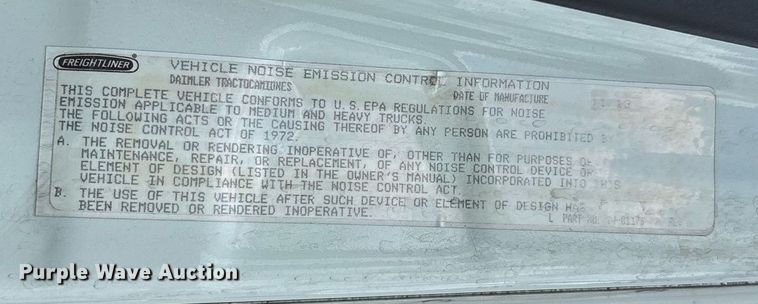 FREIGHTLINER
VEHICLE NOISE EMISSION CONTROL INFORMATION
DAIMLER TRACTOCAMIONES DATE OF MANUFACTURE
THIS COMPLETE VEHICLE CONFORMS TO U.S.EPA REGULATIONS FOR NOISE
EMISSION APPLICABLE TO MEDIUM AND HEAVY TRUCKS.
THE FOLLOWING ACTS OR THE CAUSING THEREOF BY ANY PERSON ARE PROHIBITED BY
THE NOISE CONTROL ACT OF 1972.
A. THE REMOVAL OR RENDERING INOPERATIVE OF, OTHER THAN FOR PURPOSES OF
MAINTENANCE, REPAIR, OR REPLACEMENT, OF ANY NOISE CONTROL DEVICE OR
ELEMENT OF DESIGN (LISTED IN THE OWNER'S MANUAL) INCORPORATED INTO THIS
VEHICLE IN COMPLIANCE WITH THE NOISE CONTROL ACT.
B. THE USE OF THIS VEHICLE AFTER SUCH DEVICE OR ELEMENT OF DESIGN HAS
BEEN REMOVED OR RENDERED INOPERATIVE.
L PART NO.
Purple Wave Auction